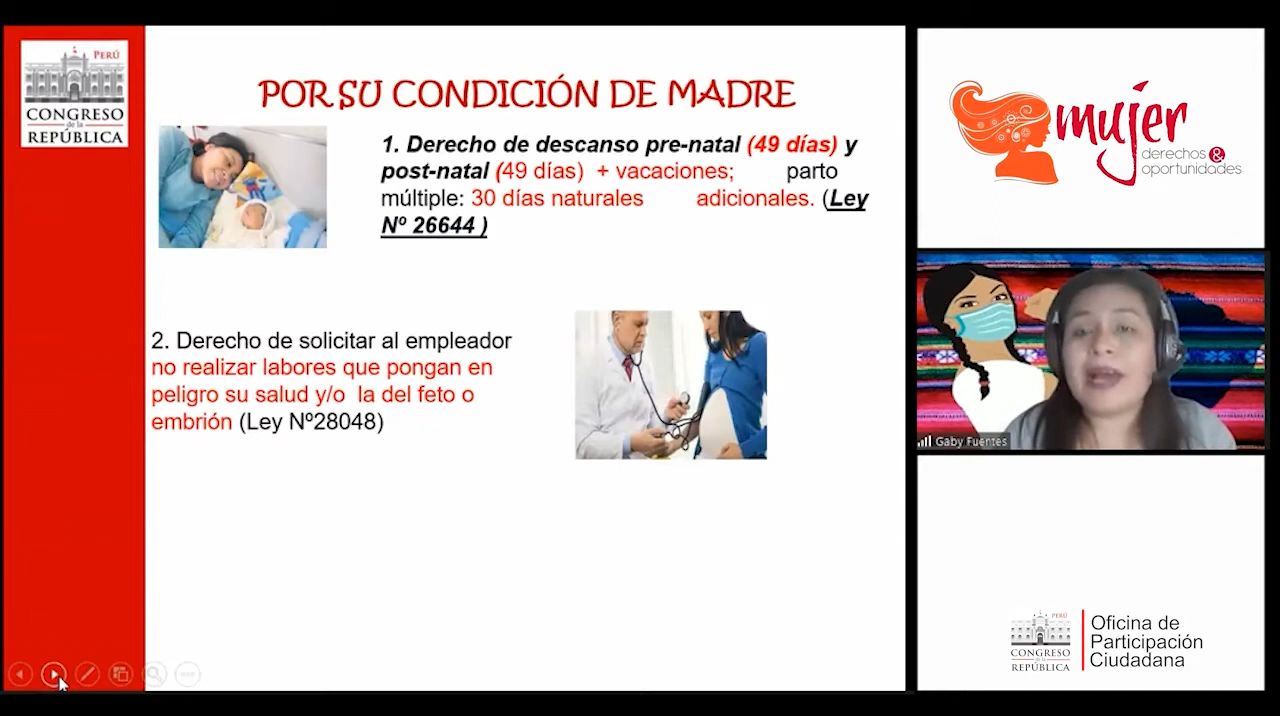 PERÚ
CONGRESO
de la
REPÚBLICA
POR SU CONDICIÓN DE MADRE
1. Derecho de descanso pre-natal (49 días) y
post-natal (49 días) + vacaciones; parto
múltiple: 30 días naturales adicionales. (Ley
Nº 26644 )
2. Derecho de solicitar al empleador
no realizar labores que pongan en
peligro su salud y/o la del feto o
embrión (Ley Nº28048)
mujer
derechos &
oportunidades
Gaby Fuentes
PERÚ
CONGRESO
de la
REPÚBLICA
Oficina de
Participación
Ciudadana